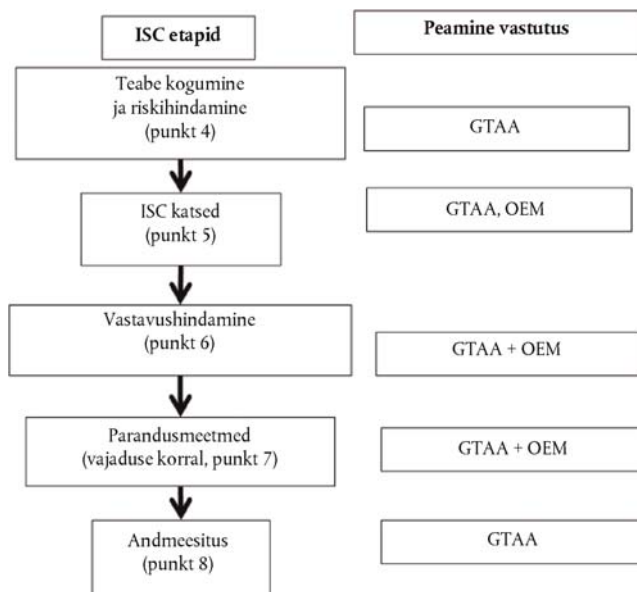 ISC etapid
Peamine vastutus
Teabe kogumine
ja riskihindamine
(punkt 4)
GTAA
ISC katsed
(punkt 5)
GTAA, OEM
Vastavushindamine
(punkt 6)
GTAA + OEM
Parandusmeetmed
(vajaduse korral, punkt 7)
GTAA + OEM
Andmeesitus
(punkt 8)
GTAA